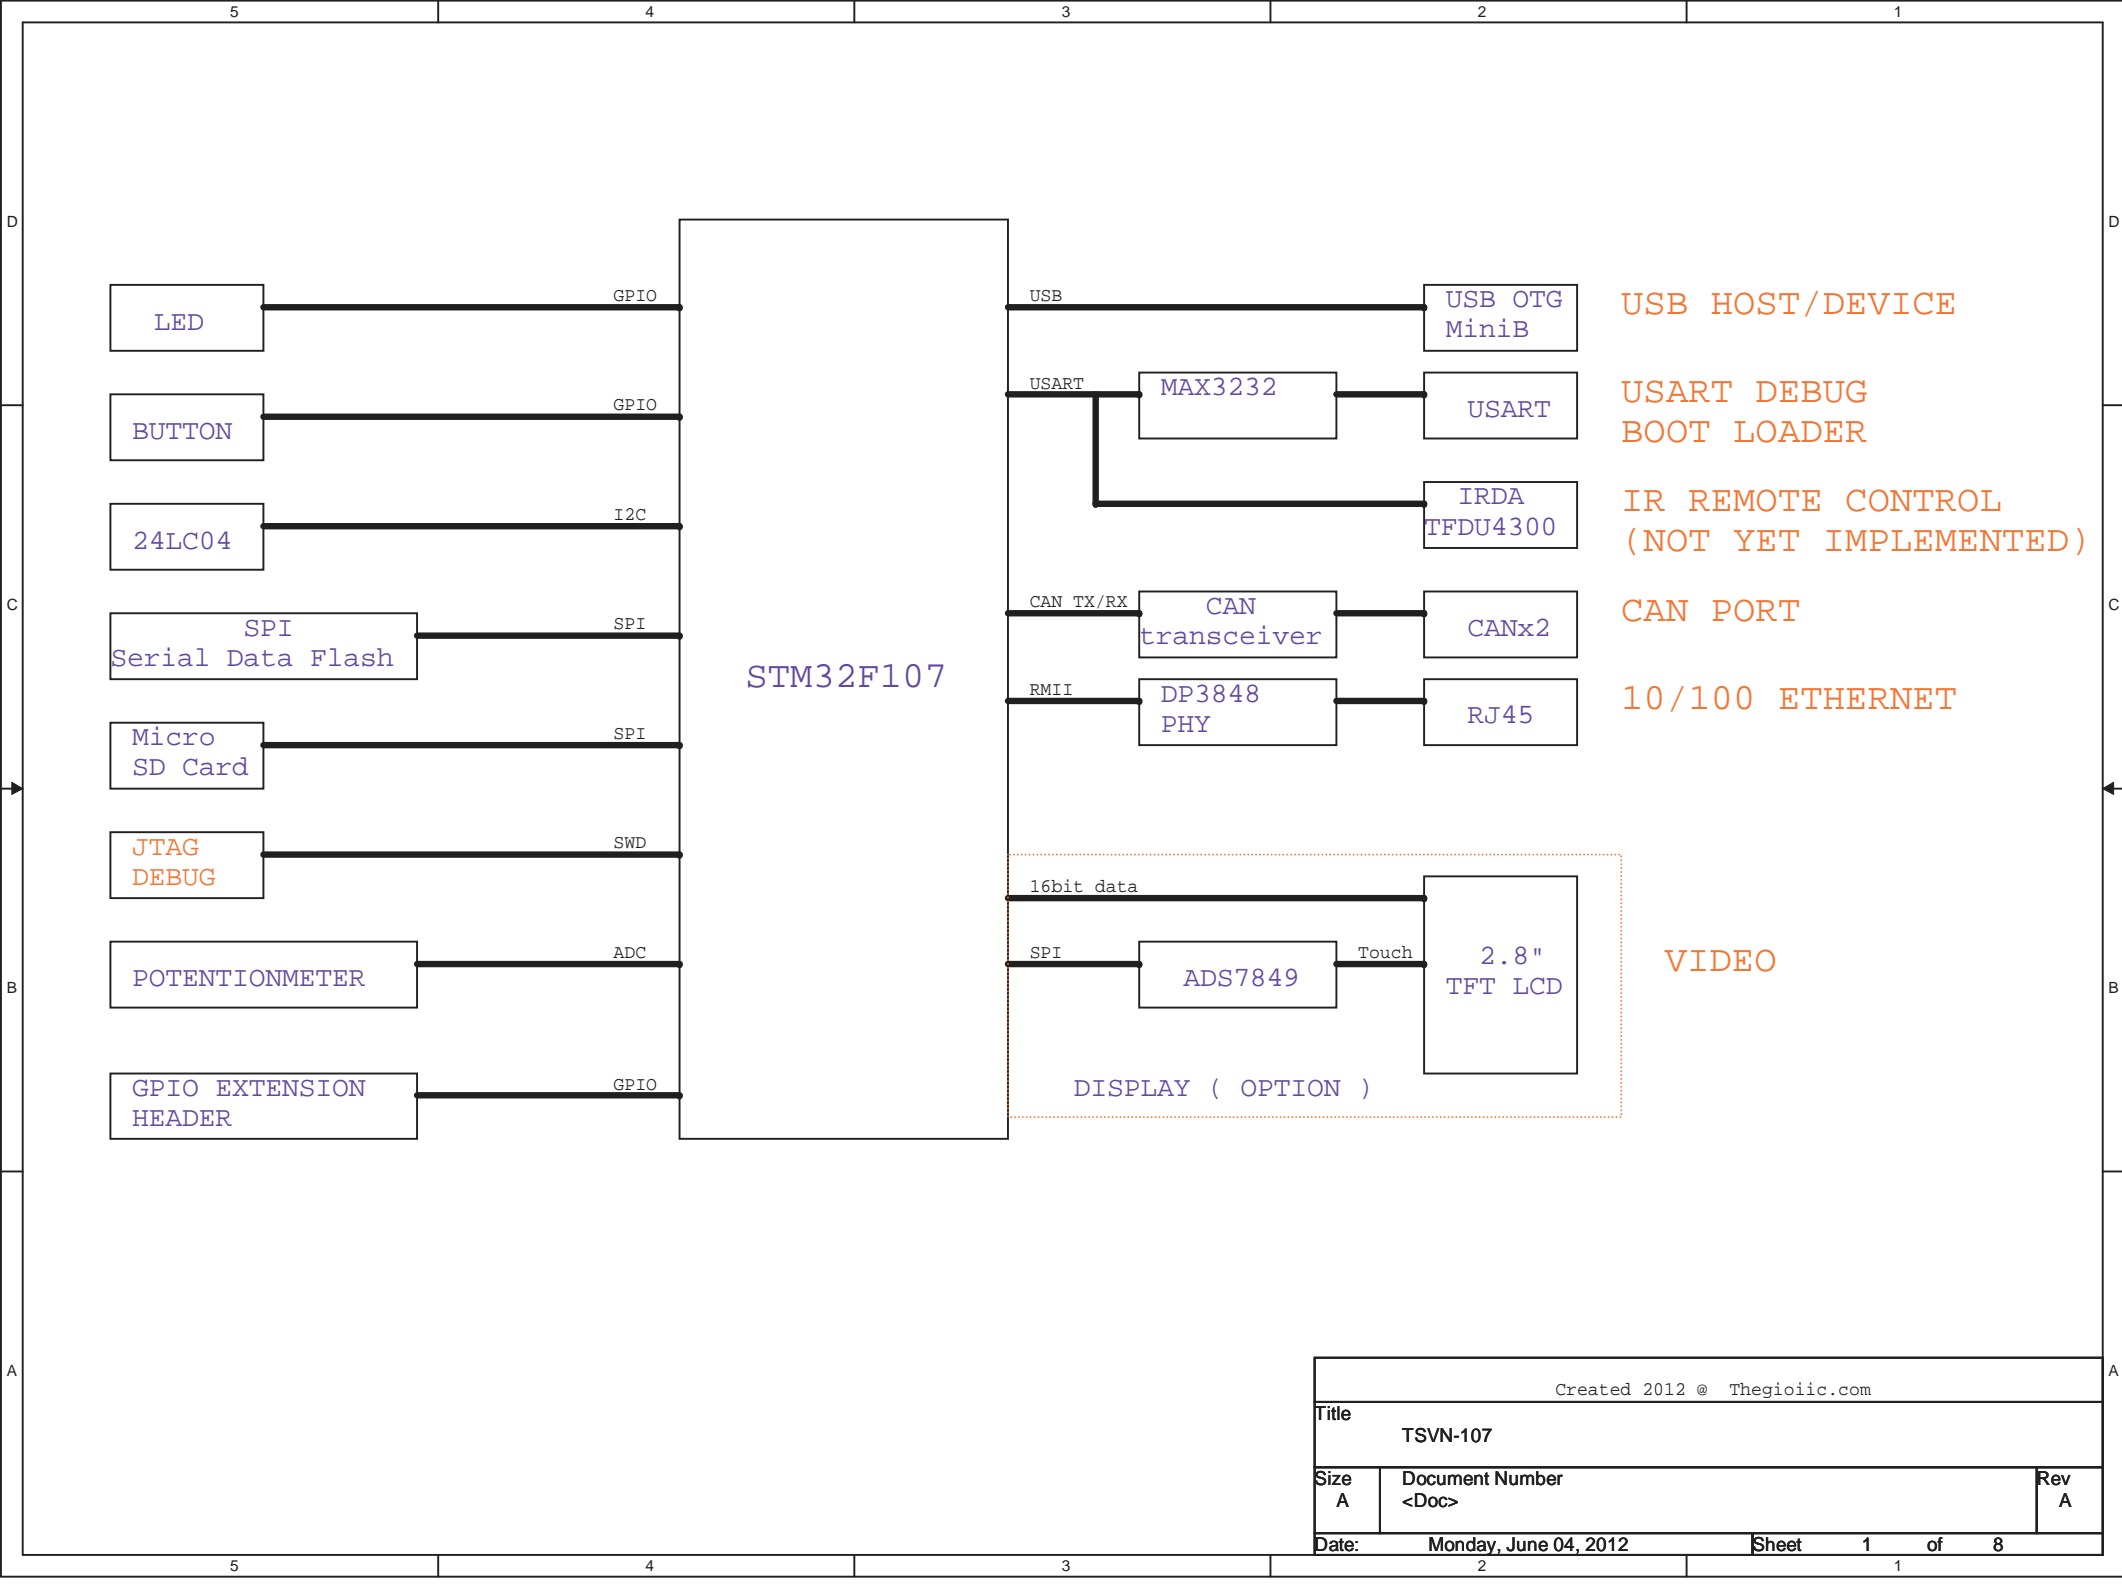 5 4 3 2 1
D D
C C
B B
A A
LED
GPIO
BUTTON
GPIO
24LC04
I2C
SPI
Serial Data Flash
SPI
Micro
SD Card
SPI
JTAG
DEBUG
SWD
POTENTIONMETER
ADC
GPIO EXTENSION
HEADER
GPIO
STM32F107
USB
USB OTG
MiniB
USB HOST/DEVICE
USART
MAX3232
USART
USART DEBUG
BOOT LOADER
IRDA
TFDU4300
IR REMOTE CONTROL
(NOT YET IMPLEMENTED)
CAN TX/RX
CAN
transceiver
CANx2
CAN PORT
RMII
DP3848
PHY
RJ45
10/100 ETHERNET
16bit data
SPI
ADS7849
Touch
2.8"
TFT LCD
VIDEO
DISPLAY ( OPTION )
Created 2012 @ Thegioiic.com
Title
TSVN-107
Size
A
Document Number
<Doc>
Rev
A
Date: Monday, June 04, 2012 Sheet 1 of 8
5 4 3 2 1